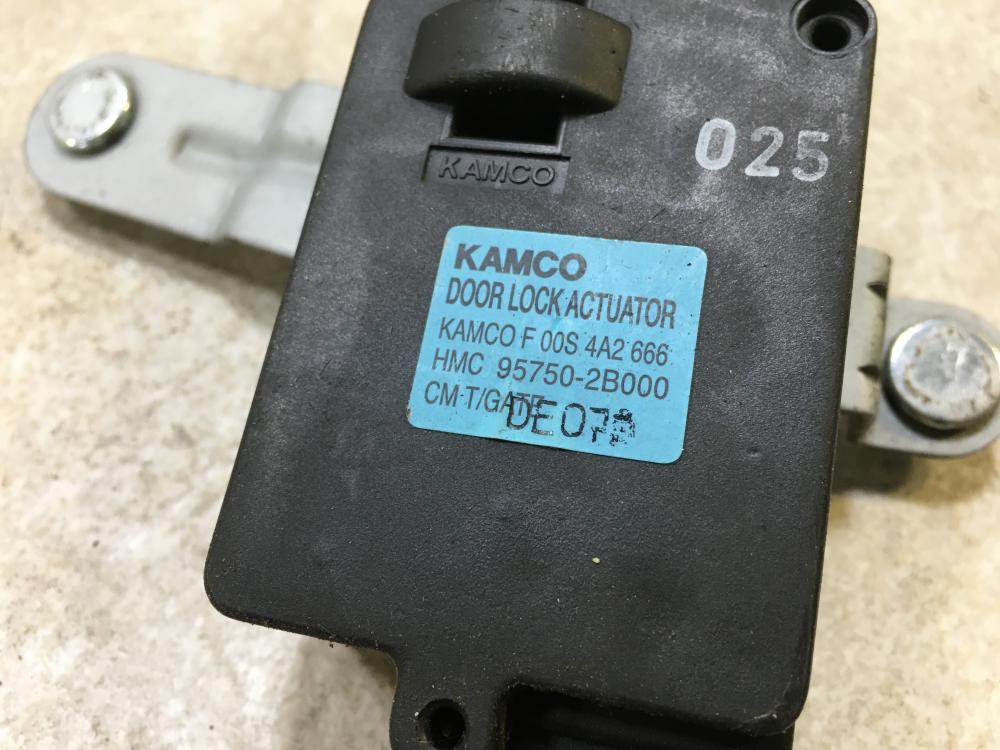 025
KAMCO
KAMCO
DOOR LOCK ACTUATOR
KAMCO F 00S 4A2 666
HMC 95750-2B000
CM T/GATE